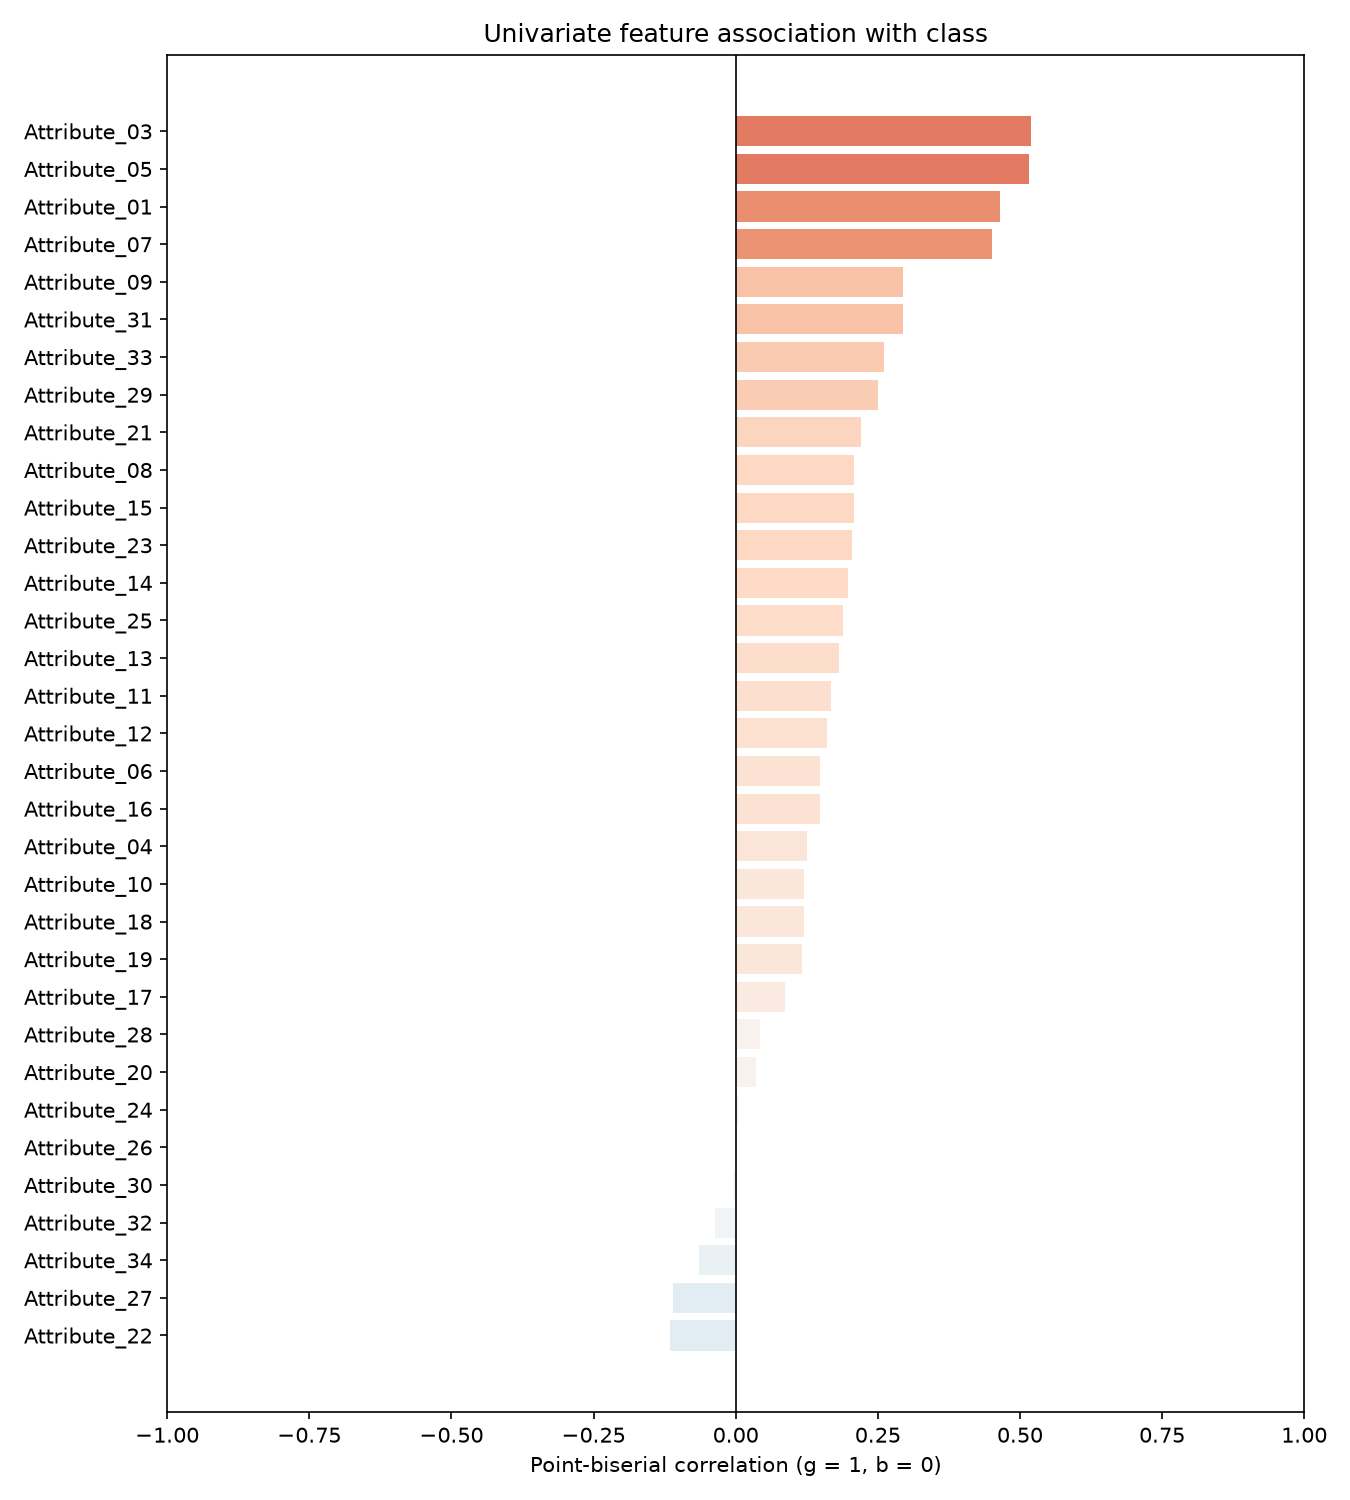 Univariate feature association with class
Attribute_03
Attribute_05
Attribute_01
Attribute_07
Attribute_09
Attribute_31
Attribute_33
Attribute_29
Attribute_21
Attribute_08
Attribute_15
Attribute_23
Attribute_14
Attribute_25
Attribute_13
Attribute_11
Attribute_12
Attribute_06
Attribute_16
Attribute_04
Attribute_10
Attribute_18
Attribute_19
Attribute_17
Attribute_28
Attribute_20
Attribute_24
Attribute_26
Attribute_30
Attribute_32
Attribute_34
Attribute_27
Attribute_22
−1.00 −0.75 −0.50 −0.25 0.00 0.25 0.50 0.75 1.00
Point-biserial correlation (g = 1, b = 0)